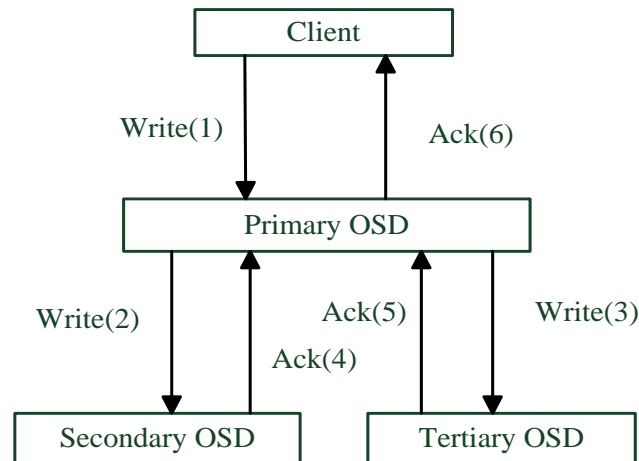 Client
Write(1)
Ack(6)
Primary OSD
Write(2)
Ack(4)
Ack(5)
Write(3)
Secondary OSD
Tertiary OSD